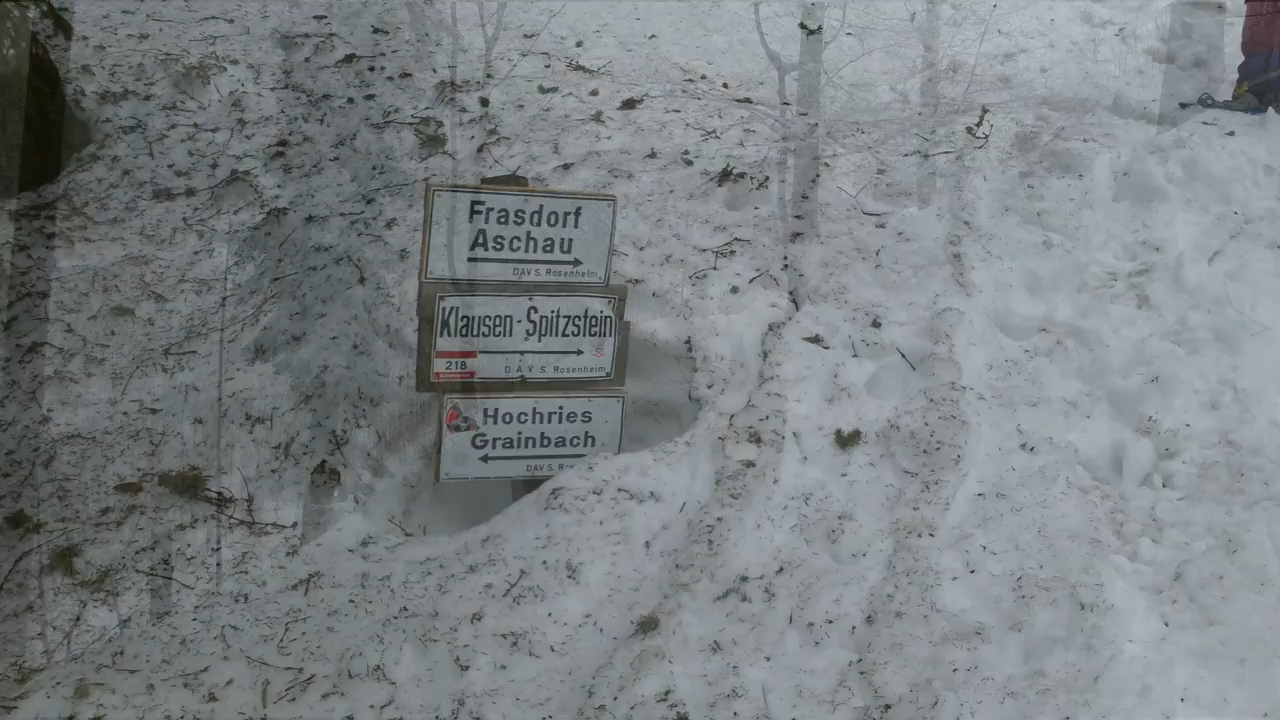 Frasdorf
Aschau
DAV S. Rosenheim
Klausen-Spitzstein
218
D A V S. Rosenheim
Hochries
Grainbach
DAV S.